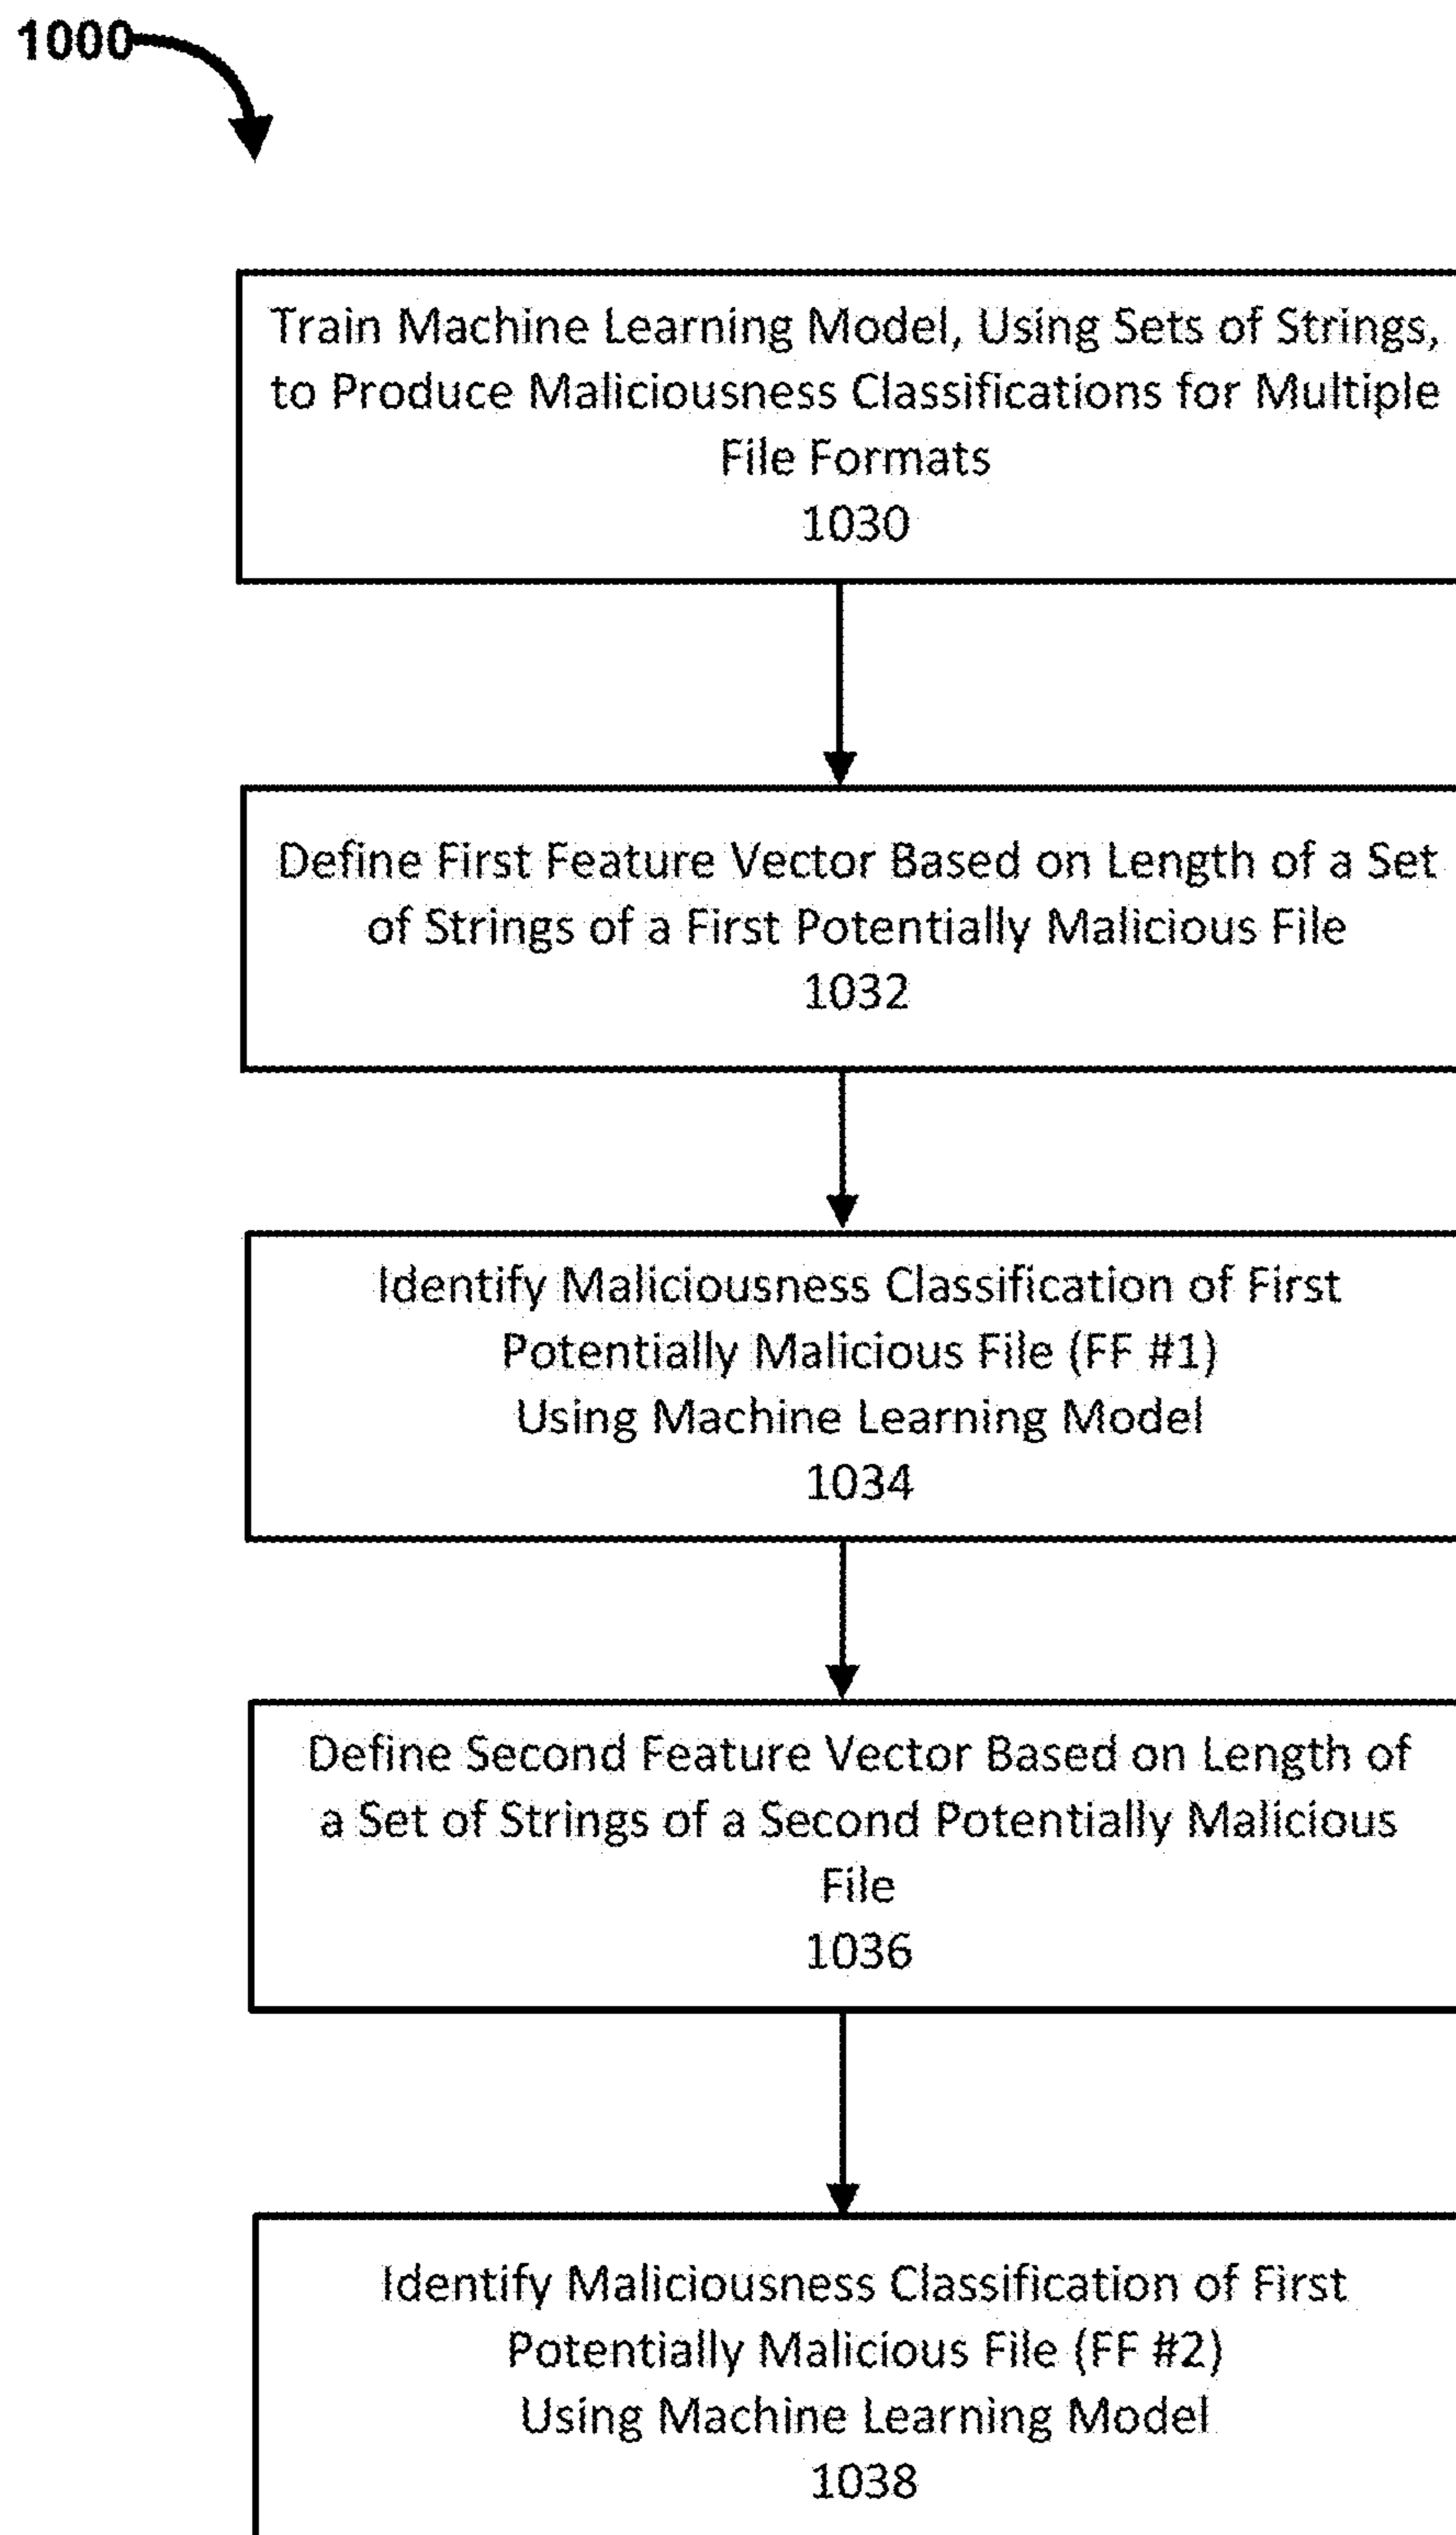 1000
Train Machine Learning Model, Using Sets of Strings,
to Produce Maliciousness Classifications for Multiple
File Formats
1030
Define First Feature Vector Based on Length of a Set
of Strings of a First Potentially Malicious File
1032
Identify Maliciousness Classification of First
Potentially Malicious File (FF #1)
Using Machine Learning Model
1034
Define Second Feature Vector Based on Length of
a Set of Strings of a Second Potentially Malicious
File
1036
Identify Maliciousness Classification of First
Potentially Malicious File (FF #2)
Using Machine Learning Model
1038